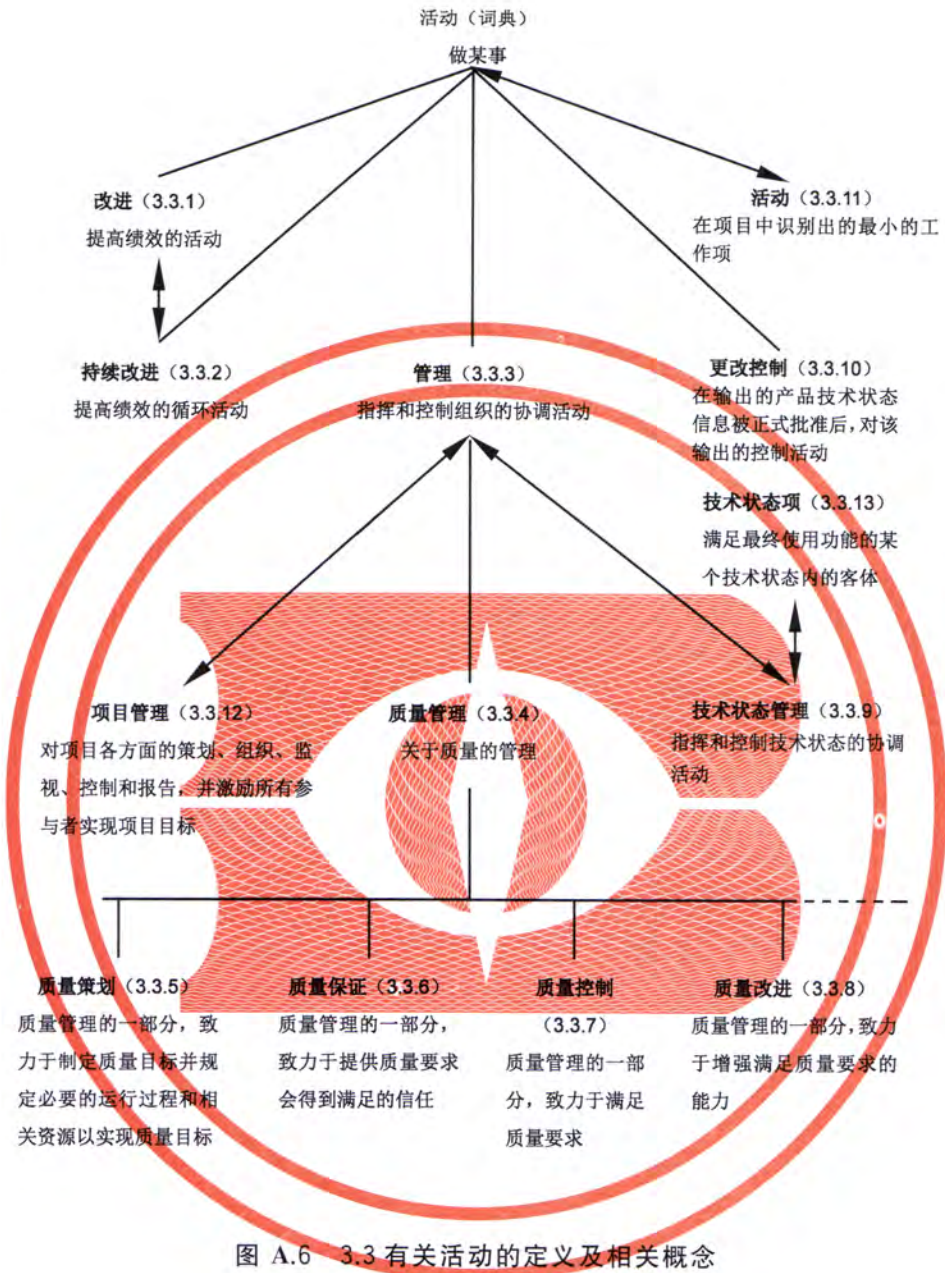 活动（词典）
做某事
改进（3.3.1）
提高绩效的活动
活动（3.3.11）
在项目中识别出的最小的工
作项
持续改进（3.3.2）
提高绩效的循环活动
管理（3.3.3）
指挥和控制组织的协调活动
更改控制（3.3.10）
在输出的产品技术状态
信息被正式批准后，对该
输出的控制活动
技术状态项（3.3.13）
满足最终使用功能的某
个技术状态内的客体
项目管理（3.3.12）
对项目各方面的策划、组织、监
视、控制和报告，并激励所有参
与者实现项目目标
质量管理（3.3.4）
关于质量的管理
技术状态管理（3.3.9）
指挥和控制技术状态的协调
活动
质量策划（3.3.5）
质量管理的一部分，致
力于制定质量目标并规
定必要的运行过程和相
关资源以实现质量目标
质量保证（3.3.6）
质量管理的一部分，
致力于提供质量要求
会得到满足的信任
质量控制
（3.3.7）
质量管理的一部
分，致力于满足
质量要求
质量改进（3.3.8）
质量管理的一部分，致力
于增强满足质量要求的
能力
图 A.6 3.3 有关活动的定义及相关概念